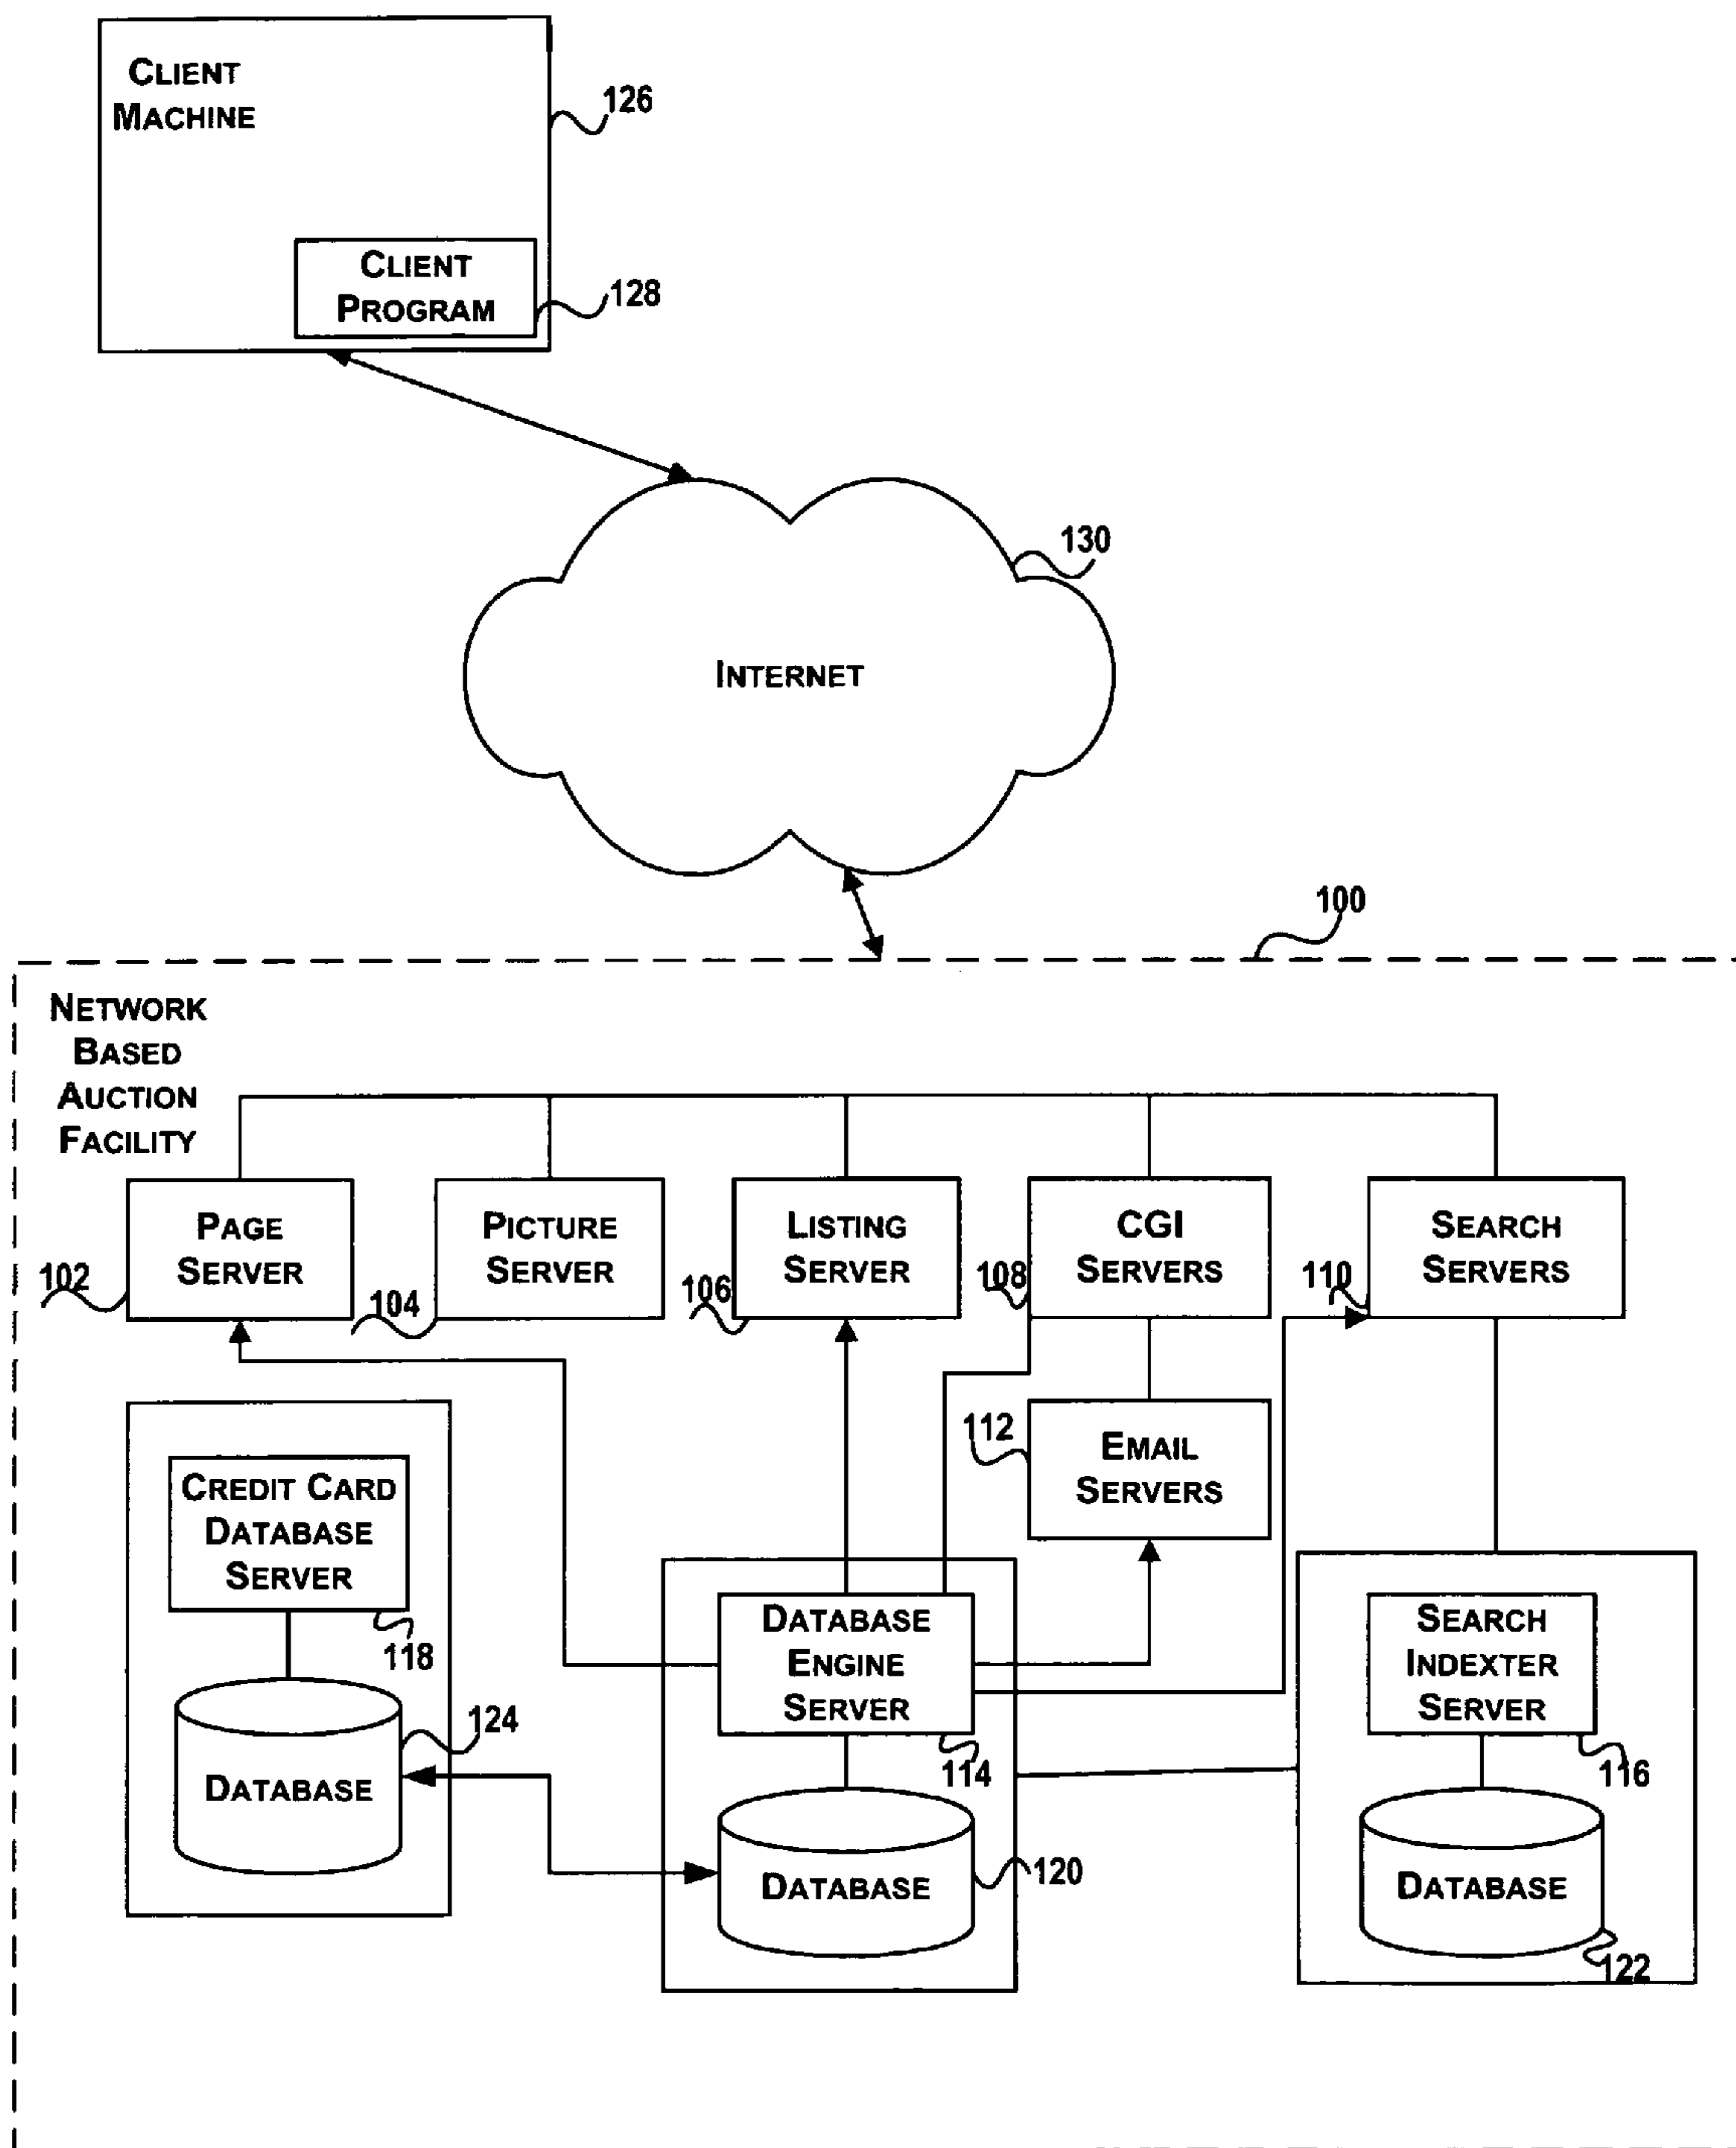 CLIENT
MACHINE
126
CLIENT
PROGRAM
128
130
INTERNET
100
NETWORK
BASED
AUCTION
FACILITY
PAGE
SERVER
102
PICTURE
SERVER
104
LISTING
SERVER
106
CGI
SERVERS
108
SEARCH
SERVERS
110
112
EMAIL
SERVERS
CREDIT CARD
DATABASE
SERVER
118
124
DATABASE
DATABASE
ENGINE
SERVER
114
DATABASE
120
SEARCH
INDEXTER
SERVER
116
DATABASE
122